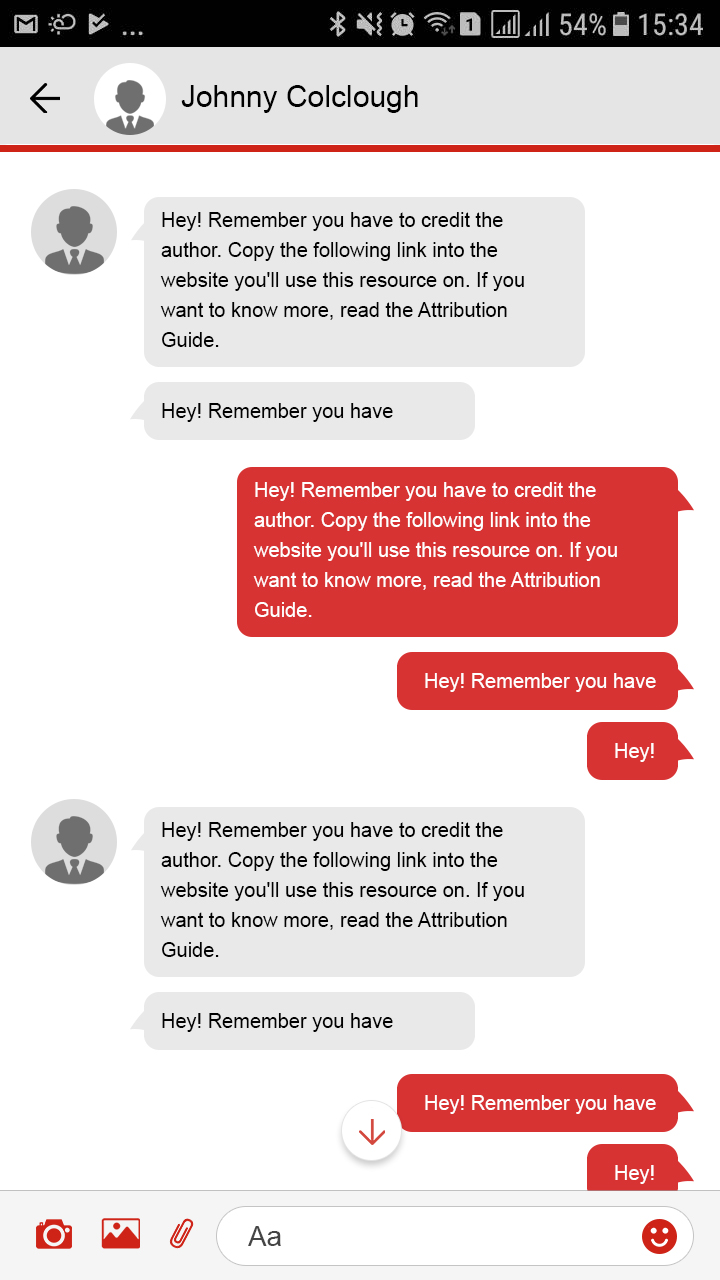 ... 1 54% 15:34
Johnny Colclough
Hey! Remember you have to credit the
author. Copy the following link into the
website you'll use this resource on. If you
want to know more, read the Attribution
Guide.
Hey! Remember you have
Hey! Remember you have to credit the
author. Copy the following link into the
website you'll use this resource on. If you
want to know more, read the Attribution
Guide.
Hey! Remember you have
Hey!
Hey! Remember you have to credit the
author. Copy the following link into the
website you'll use this resource on. If you
want to know more, read the Attribution
Guide.
Hey! Remember you have
Hey! Remember you have
Hey!
Aa